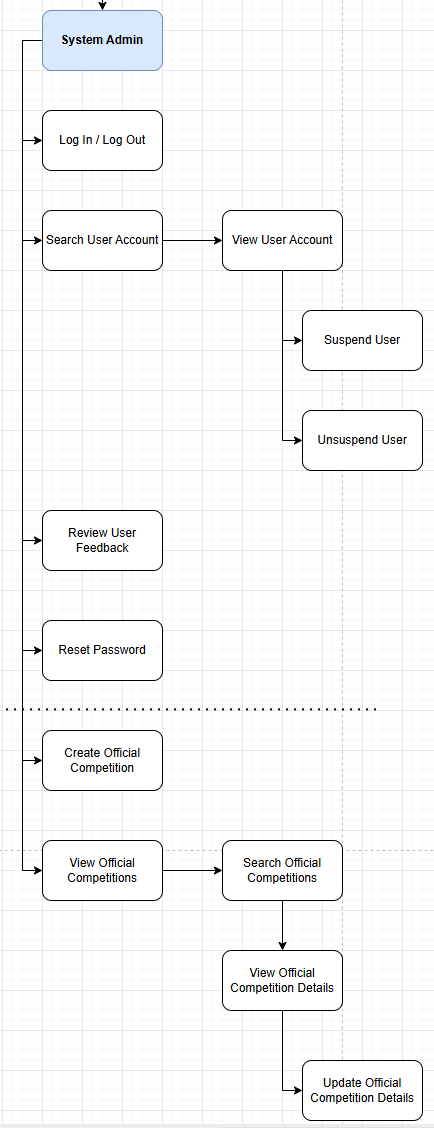 System Admin
Log In / Log Out
Search User Account
View User Account
Suspend User
Unsuspend User
Review User
Feedback
Reset Password
Create Official
Competition
View Official
Competitions
Search Official
Competitions
View Official
Competition Details
Update Official
Competition Details